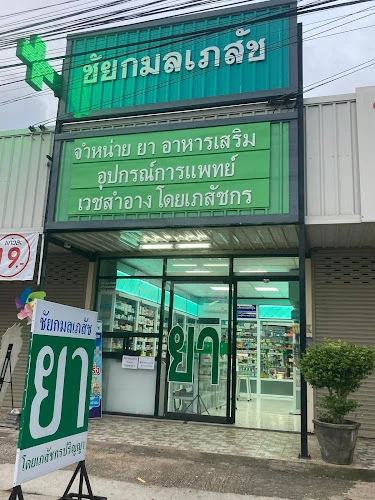 ชัยกมลเภสัช
จำหน่าย ยา อาหารเสริม
อุปกรณ์การแพทย์
เวชสำอาง โดยเภสัชกร
19.-
ยา
ชัยกมลเภสัช
ยา
โดยเภสัชกรปริญญา